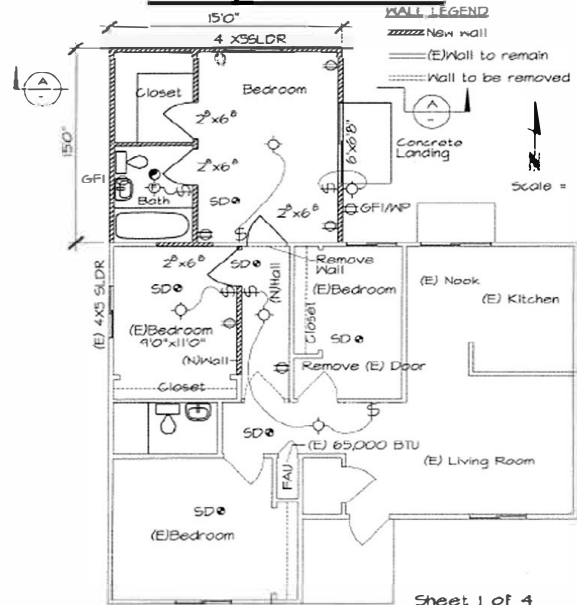 15'0"
WALL LEGEND
4 X5SLDR
New wall
(E)Wall to remain
Wall to be removed
A
-
A
-
Closet
Bedroom
2⁸x6⁸
Concrete
Landing
6'x6'8"
150"
N
2⁸x6⁸
Scale =
GFI
Bath
SD
2⁸x6⁸
GFI/WP
2⁸x6⁸
SD
Remove
Wall
(E) 4X5 SLDR
SD
(N)Hall
(E)Bedroom
(E) Nook
(E) Kitchen
(E)Bedroom
9'0"x11'0"
Closet
SD
(N)Wall
Remove (E) Door
Closet
SD
(E) 65,000 BTU
FAU
(E) Living Room
SD
(E)Bedroom
Sheet 1 of 4